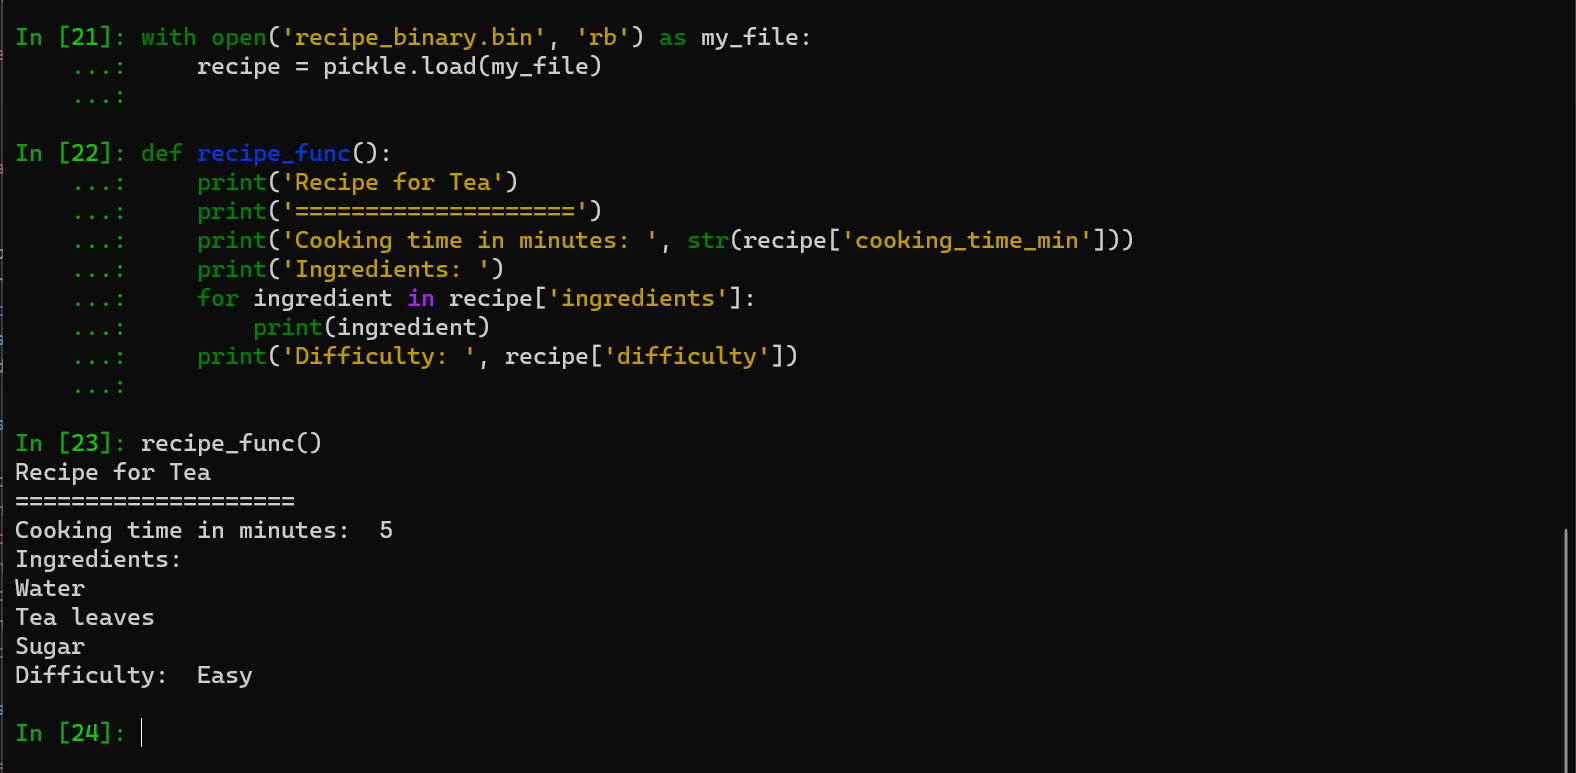 In [21]: with open('recipe_binary.bin', 'rb') as my_file:
    ...:     recipe = pickle.load(my_file)
    ...:
In [22]: def recipe_func():
    ...:     print('Recipe for Tea')
    ...:     print('====================')
    ...:     print('Cooking time in minutes: ', str(recipe['cooking_time_min']))
    ...:     print('Ingredients: ')
    ...:     for ingredient in recipe['ingredients']:
    ...:         print(ingredient)
    ...:     print('Difficulty: ', recipe['difficulty'])
    ...:
In [23]: recipe_func()
Recipe for Tea
====================
Cooking time in minutes:  5
Ingredients:
Water
Tea leaves
Sugar
Difficulty:  Easy
In [24]: